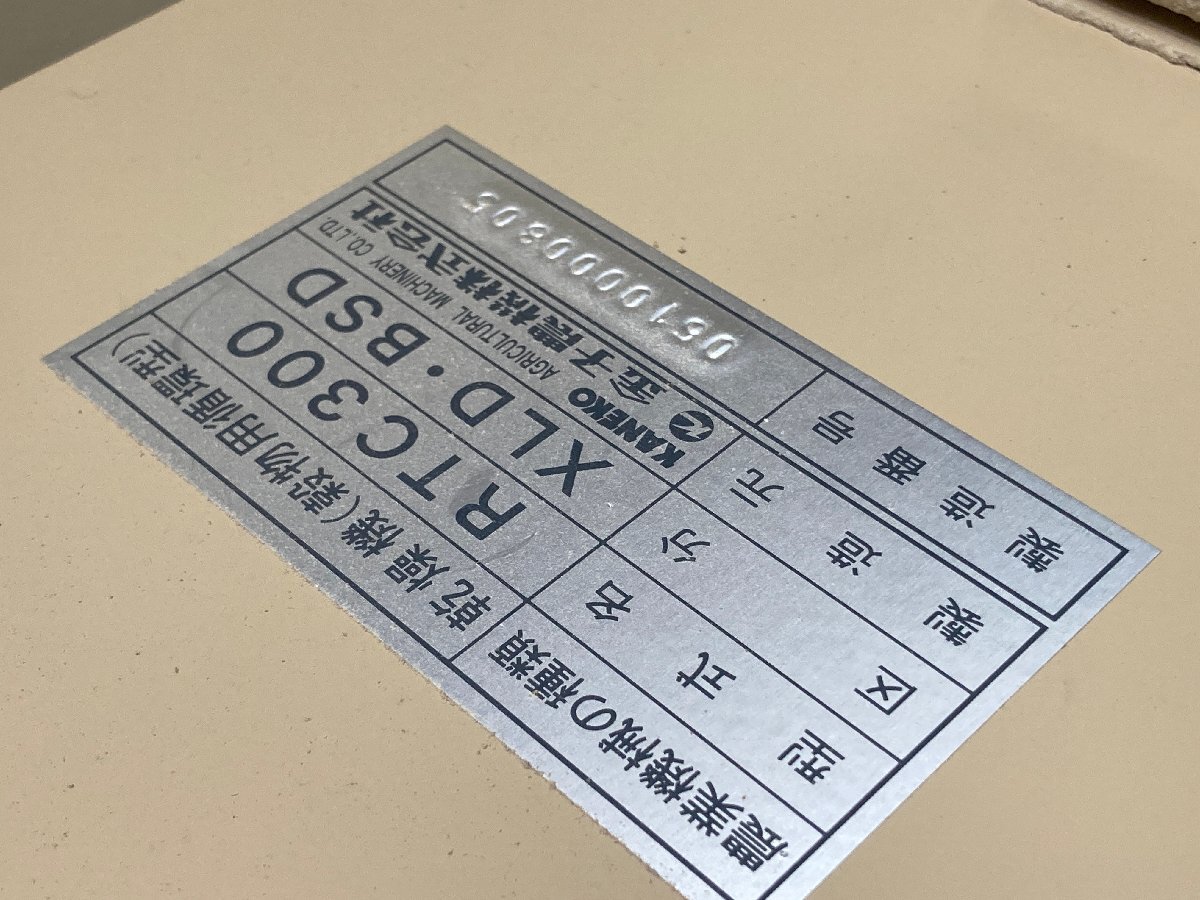 農業機械の種類 乾燥機(穀物用循環型)
型式名 RTC300
区分 XLD・BSD
製造元 KANEKO 金子農機株式会社
AGRICULTURAL MACHINERY CO.,LTD.
製造番号 0510000805